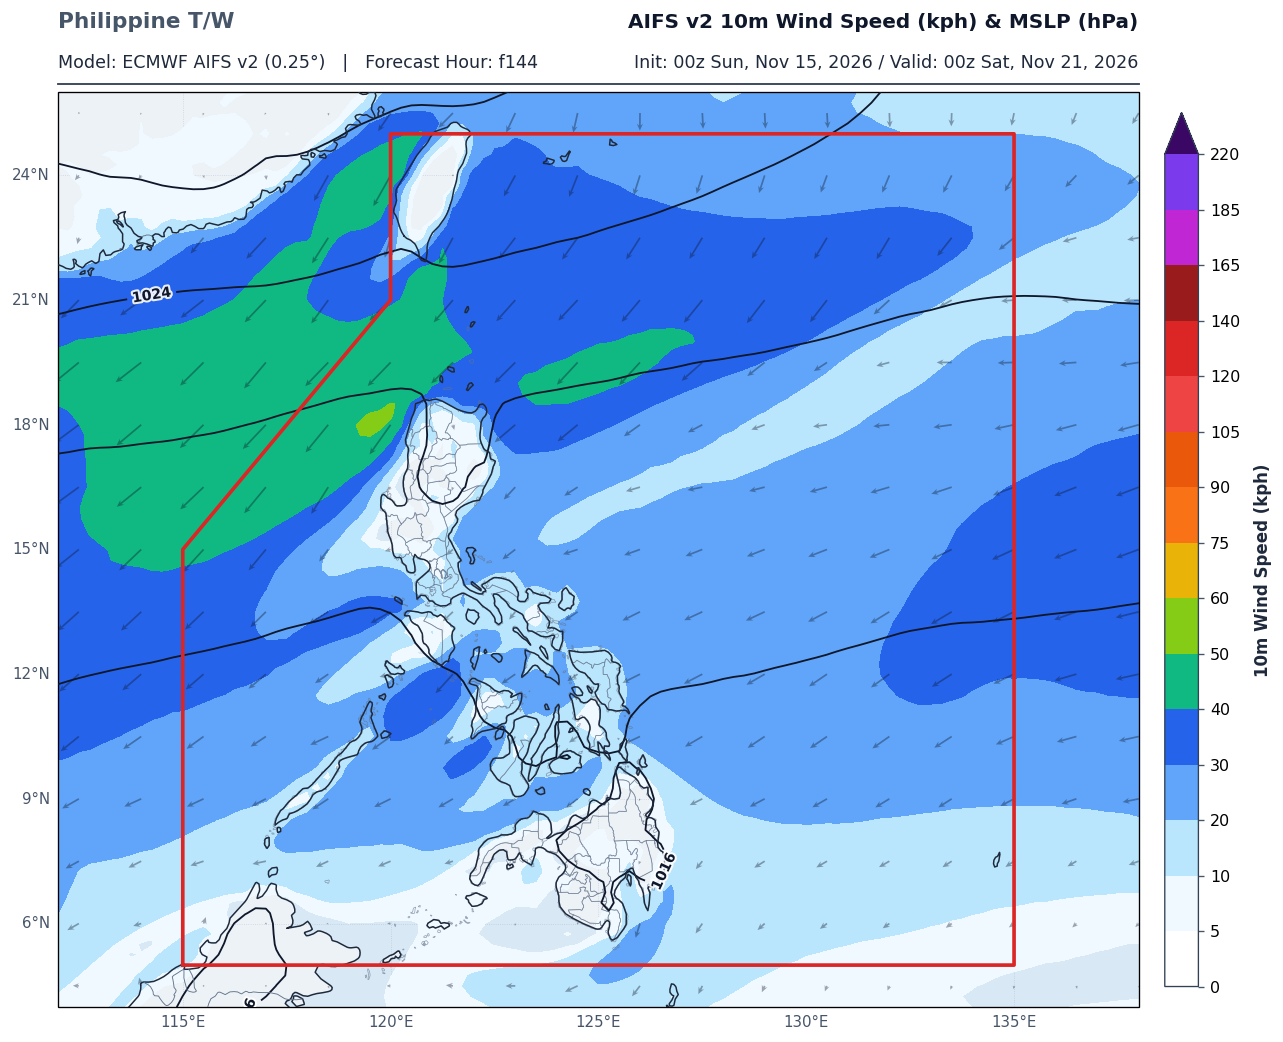 Philippine T/W
AIFS v2 10m Wind Speed (kph) & MSLP (hPa)
Model: ECMWF AIFS v2 (0.25°) | Forecast Hour: f144
Init: 00z Sun, Nov 15, 2026 / Valid: 00z Sat, Nov 21, 2026
24°N
21°N
18°N
15°N
12°N
9°N
6°N
1024
1016
6
115°E
120°E
125°E
130°E
135°E
220
185
165
140
120
105
90
75
60
50
40
30
20
10
5
0
10m Wind Speed (kph)